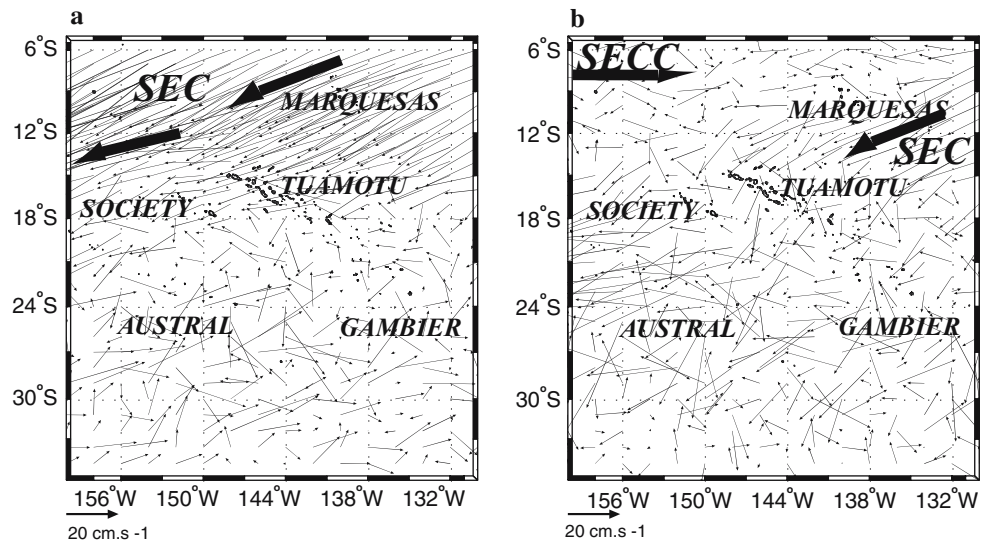 a
6°S
SEC
MARQUESAS
12°S
TUAMOTU
SOCIETY
18°S
24°S
AUSTRAL
GAMBIER
30°S
156°W 150°W 144°W 138°W 132°W
20 cm.s -1
b
6°S
SECC
MARQUESAS
12°S
SEC
TUAMOTU
SOCIETY
18°S
24°S
AUSTRAL
GAMBIER
30°S
156°W 150°W 144°W 138°W 132°W
20 cm.s -1